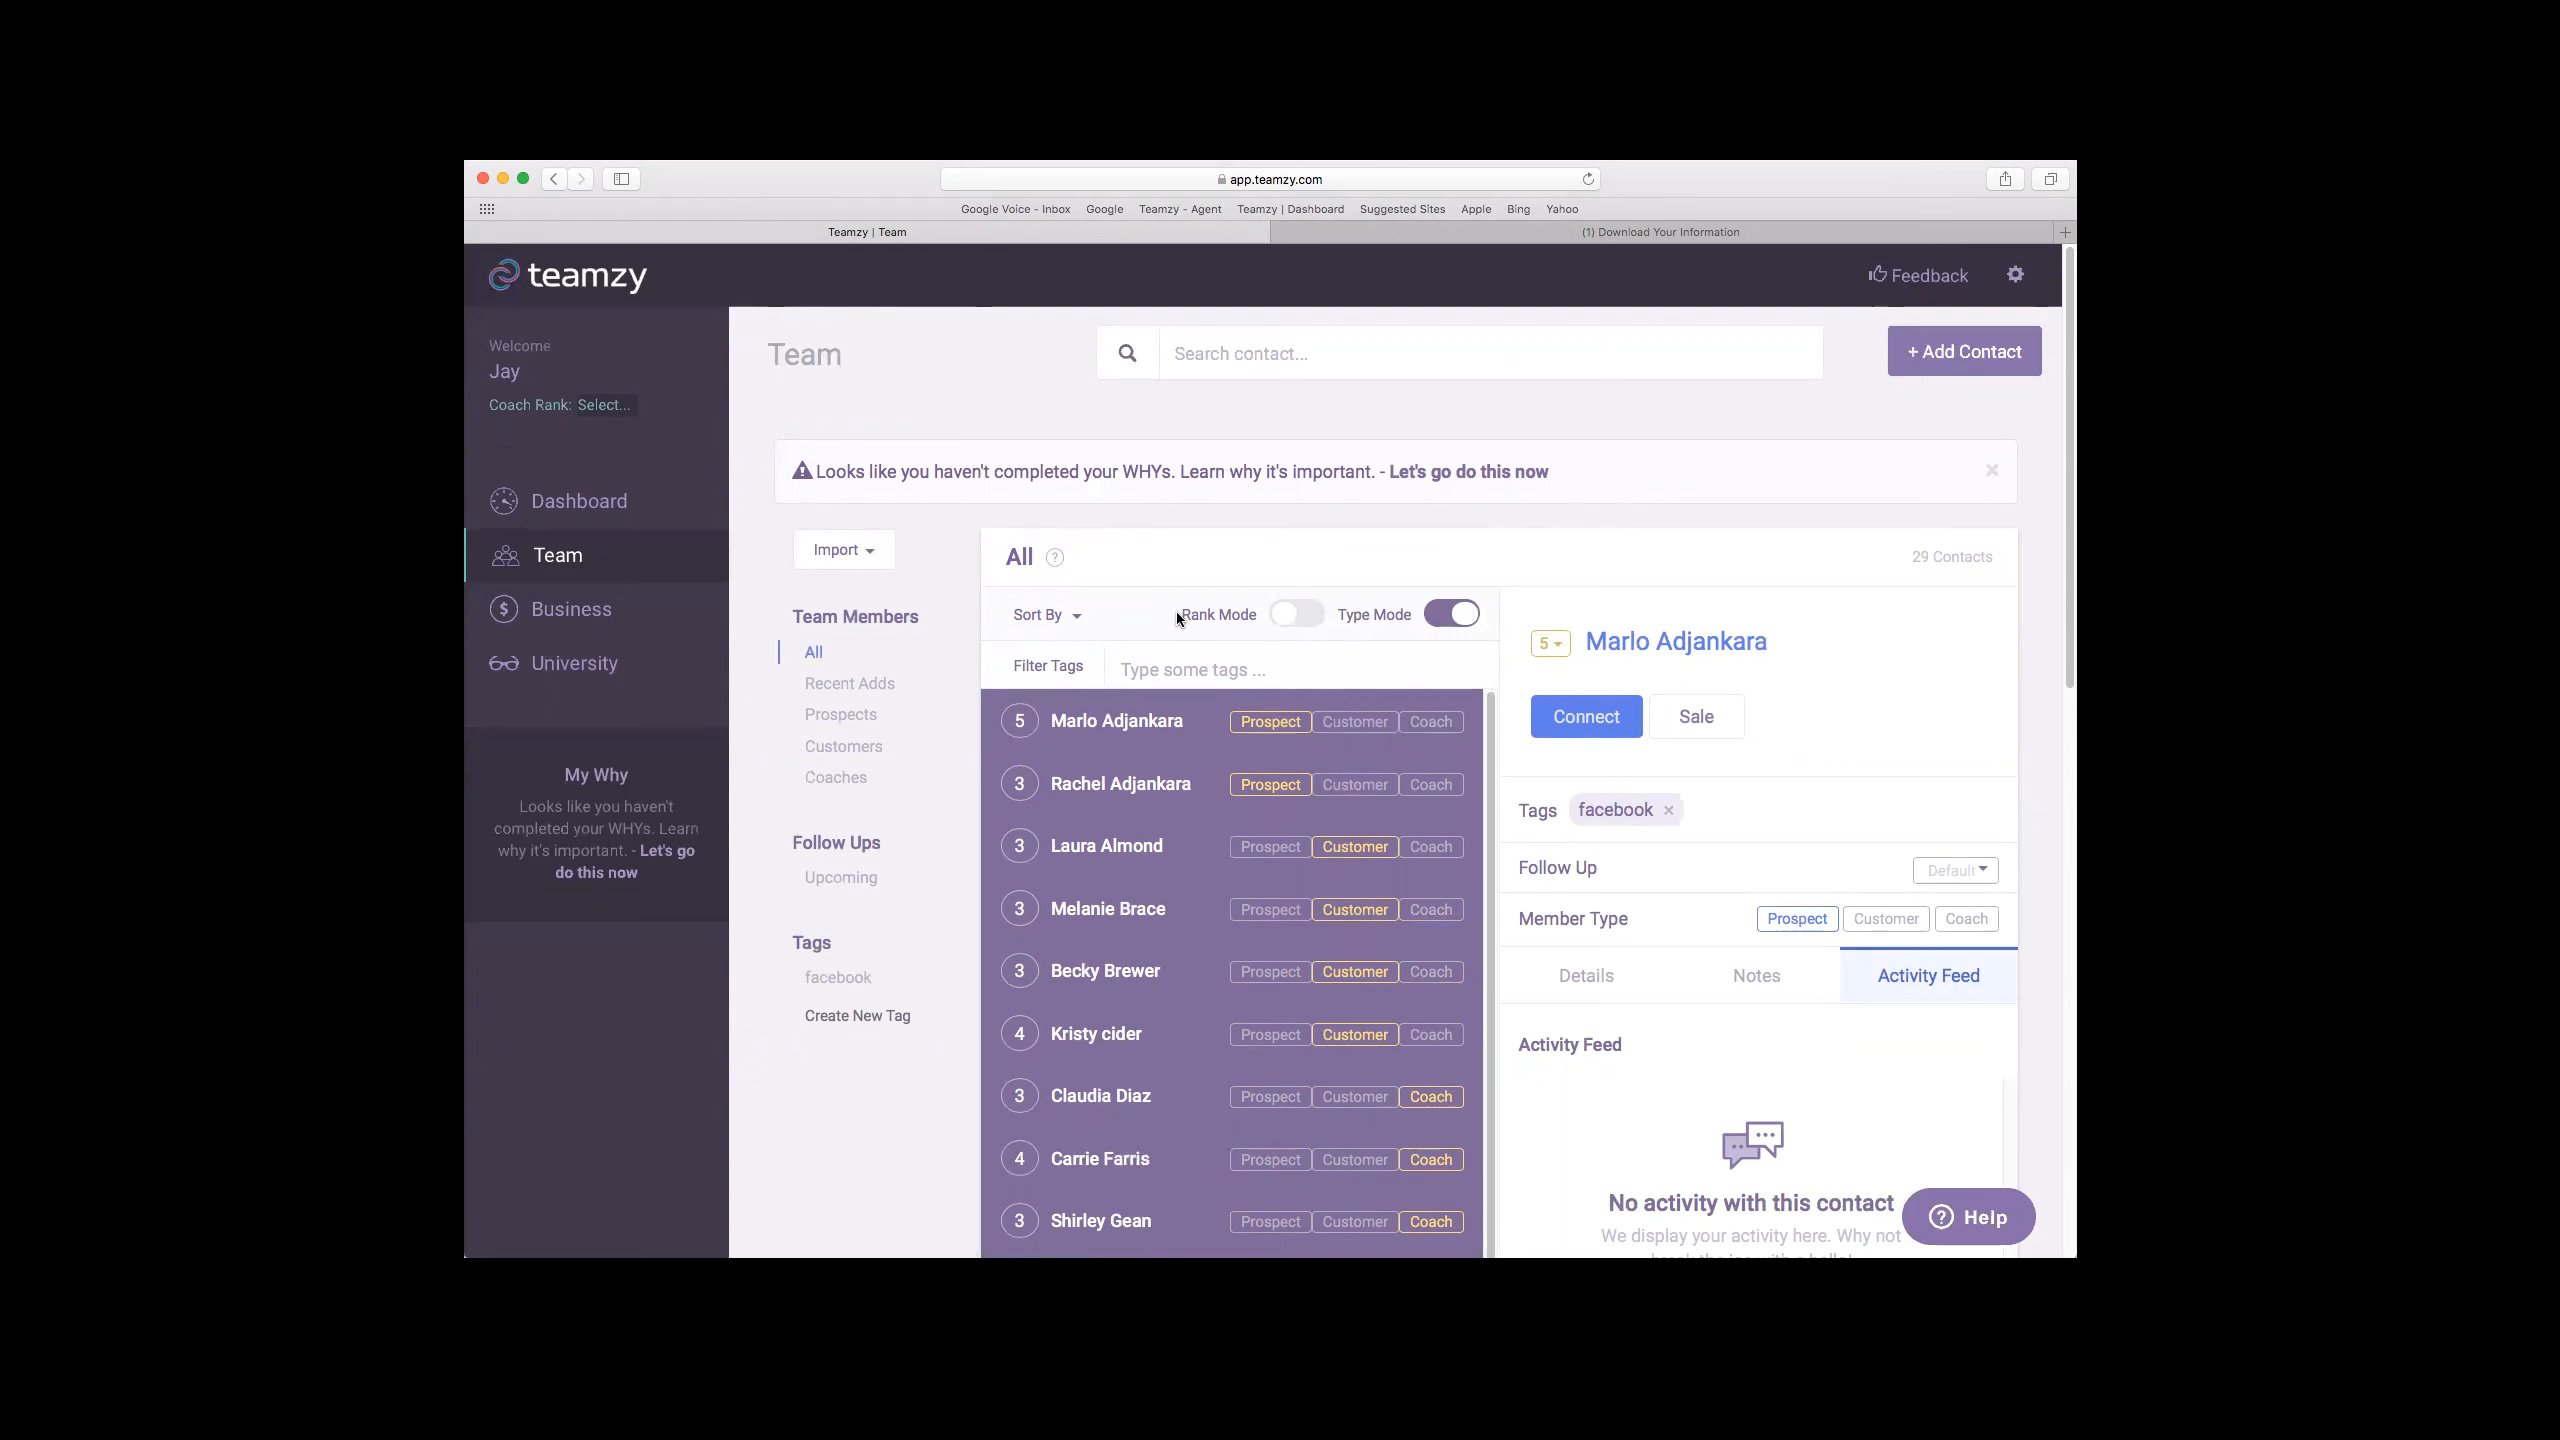 app.teamzy.com
Google Voice - Inbox Google Teamzy - Agent Teamzy | Dashboard Suggested Sites Apple Bing Yahoo
Teamzy | Team
(1) Download Your Information
teamzy
Feedback
Welcome
Jay
Coach Rank: Select...
Dashboard
Team
Business
University
My Why
Looks like you haven't
completed your WHYs. Learn
why it's important. - Let's go
do this now
Team
Search contact...
+ Add Contact
Looks like you haven't completed your WHYs. Learn why it's important. - Let's go do this now
×
Import
Team Members
All
Recent Adds
Prospects
Customers
Coaches
Follow Ups
Upcoming
Tags
facebook
Create New Tag
All ?
29 Contacts
Sort By
Rank Mode
Type Mode
Filter Tags
Type some tags ...
5 Marlo Adjankara Prospect Customer Coach
3 Rachel Adjankara Prospect Customer Coach
3 Laura Almond Prospect Customer Coach
3 Melanie Brace Prospect Customer Coach
3 Becky Brewer Prospect Customer Coach
4 Kristy cider Prospect Customer Coach
3 Claudia Diaz Prospect Customer Coach
4 Carrie Farris Prospect Customer Coach
3 Shirley Gean Prospect Customer Coach
5 Marlo Adjankara
Connect Sale
Tags facebook ×
Follow Up Default
Member Type Prospect Customer Coach
Details Notes Activity Feed
Activity Feed
No activity with this contact
We display your activity here. Why not
? Help